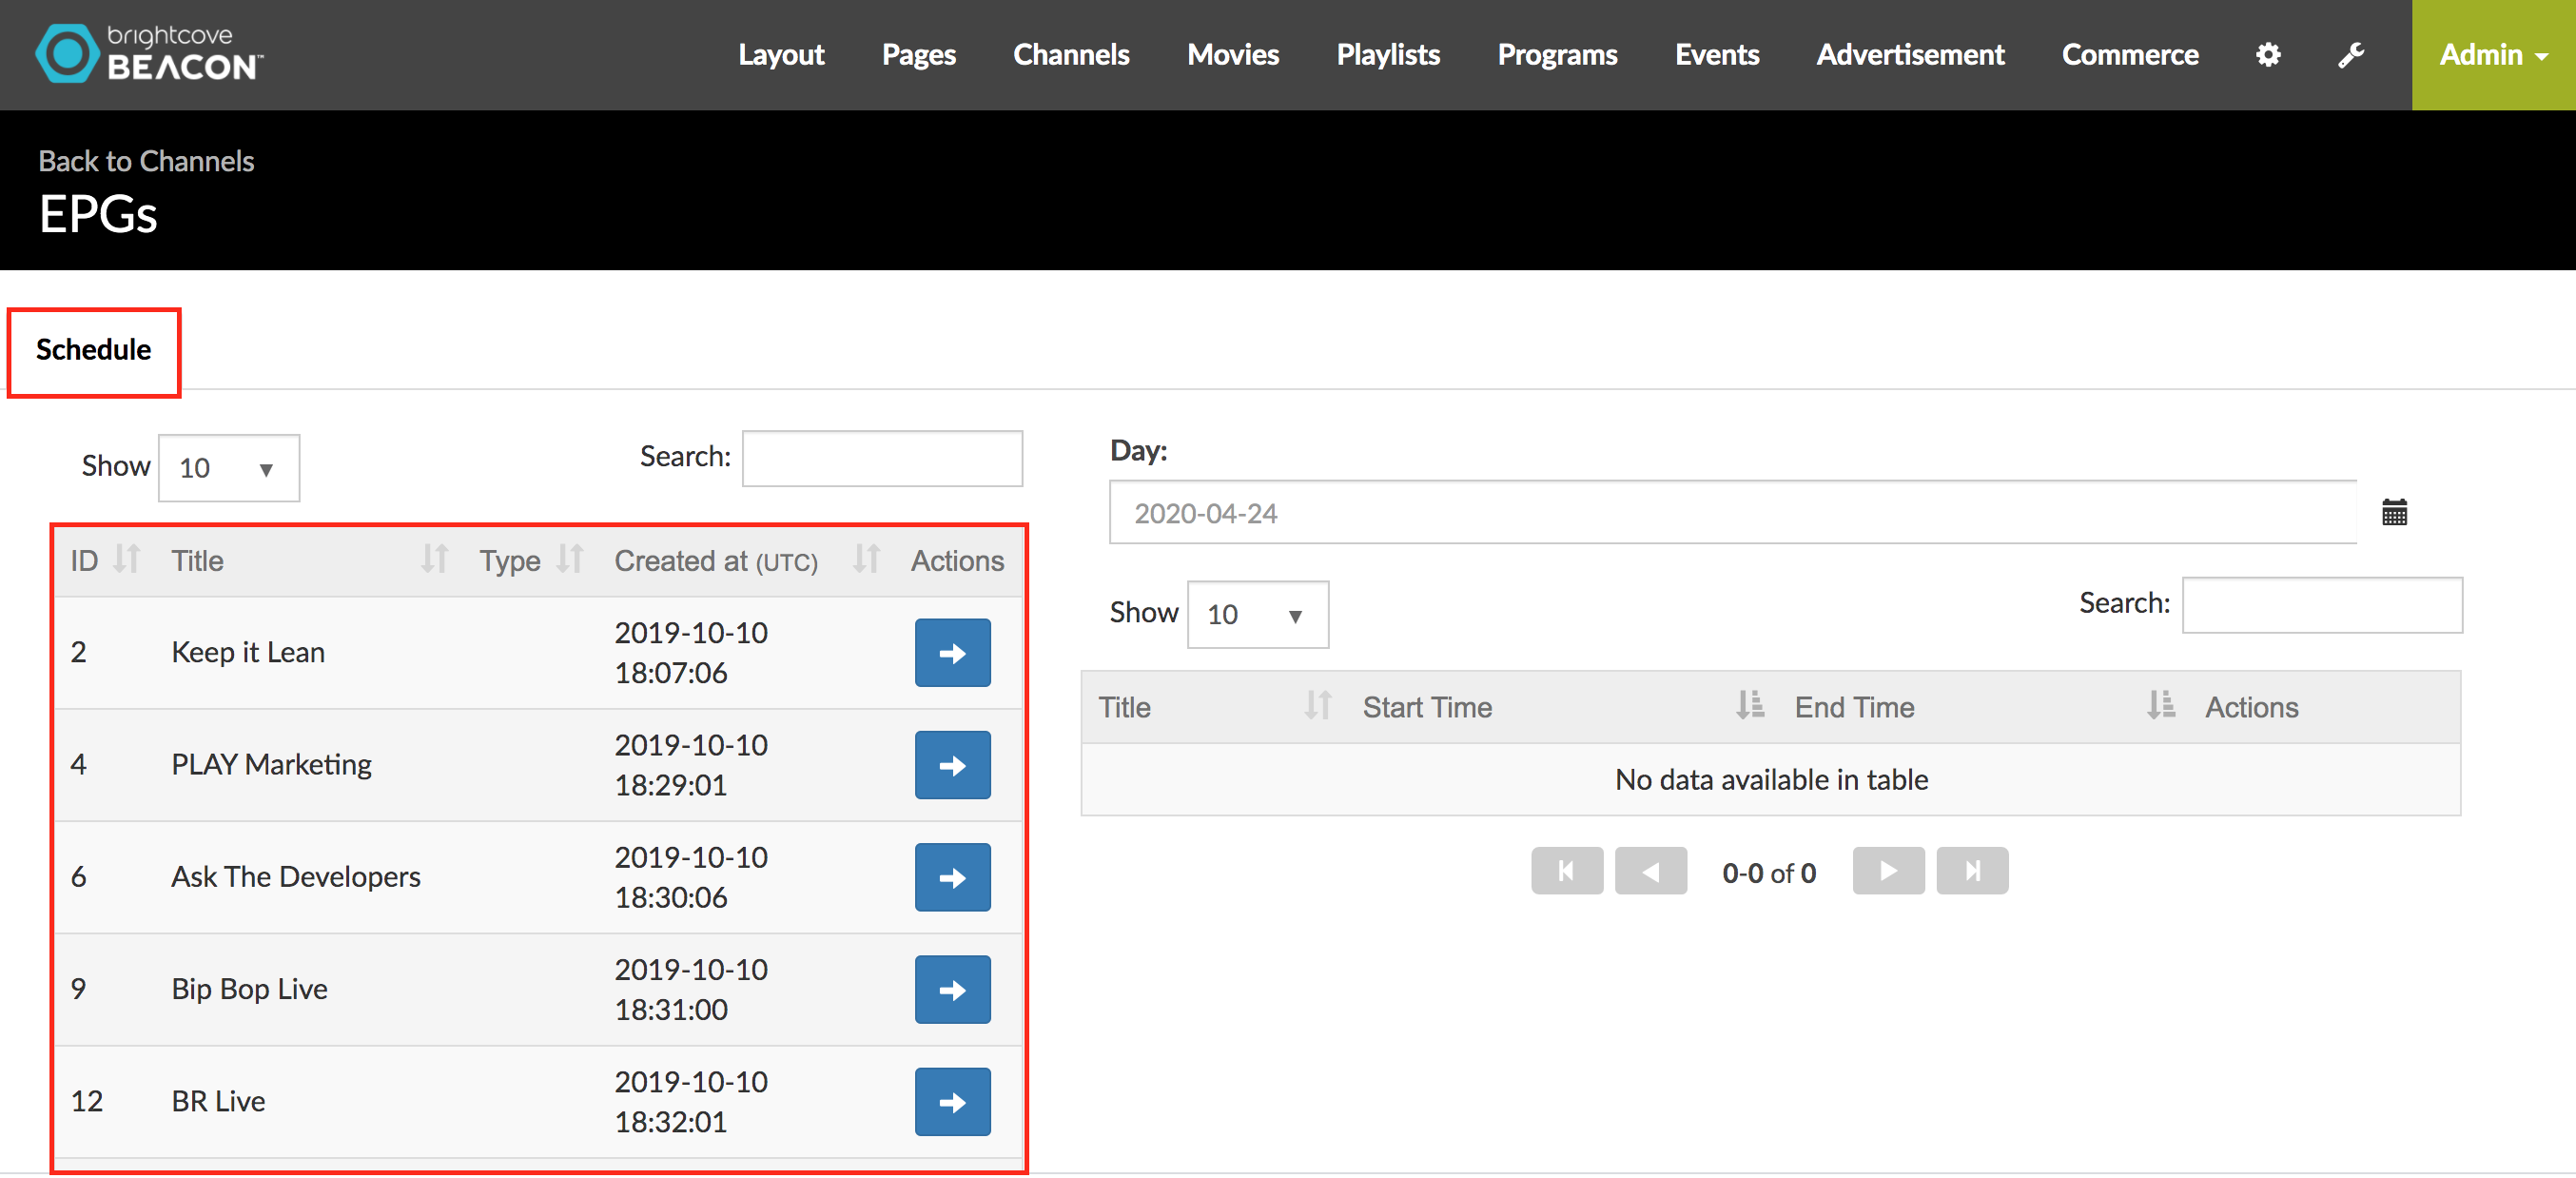 brightcove
BEACON™
Layout Pages Channels Movies Playlists Programs Events Advertisement Commerce Admin
Back to Channels
EPGs
Schedule
Show 10 Search:
ID Title Type Created at (UTC) Actions
2 Keep it Lean 2019-10-10
18:07:06
4 PLAY Marketing 2019-10-10
18:29:01
6 Ask The Developers 2019-10-10
18:30:06
9 Bip Bop Live 2019-10-10
18:31:00
12 BR Live 2019-10-10
18:32:01
Day:
2020-04-24
Show 10 Search:
Title Start Time End Time Actions
No data available in table
0-0 of 0